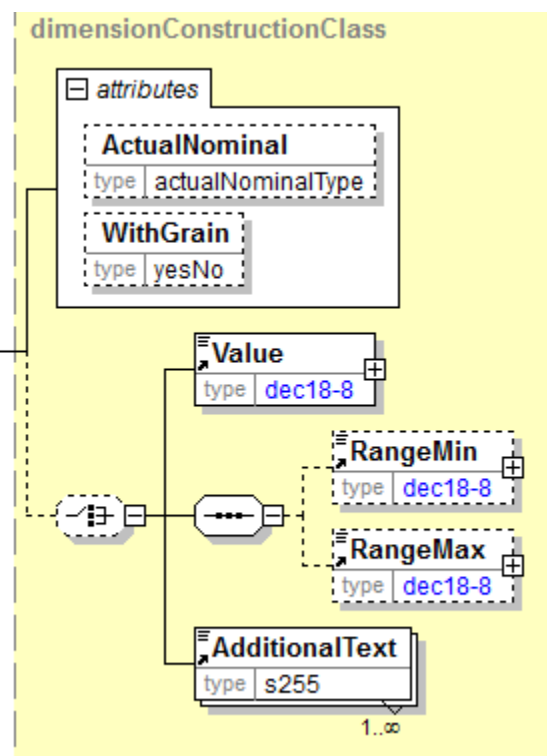 dimensionConstructionClass
attributes
ActualNominal
type actualNominalType
WithGrain
type yesNo
Value
type dec18-8
RangeMin
type dec18-8
RangeMax
type dec18-8
AdditionalText
type s255
1..∞